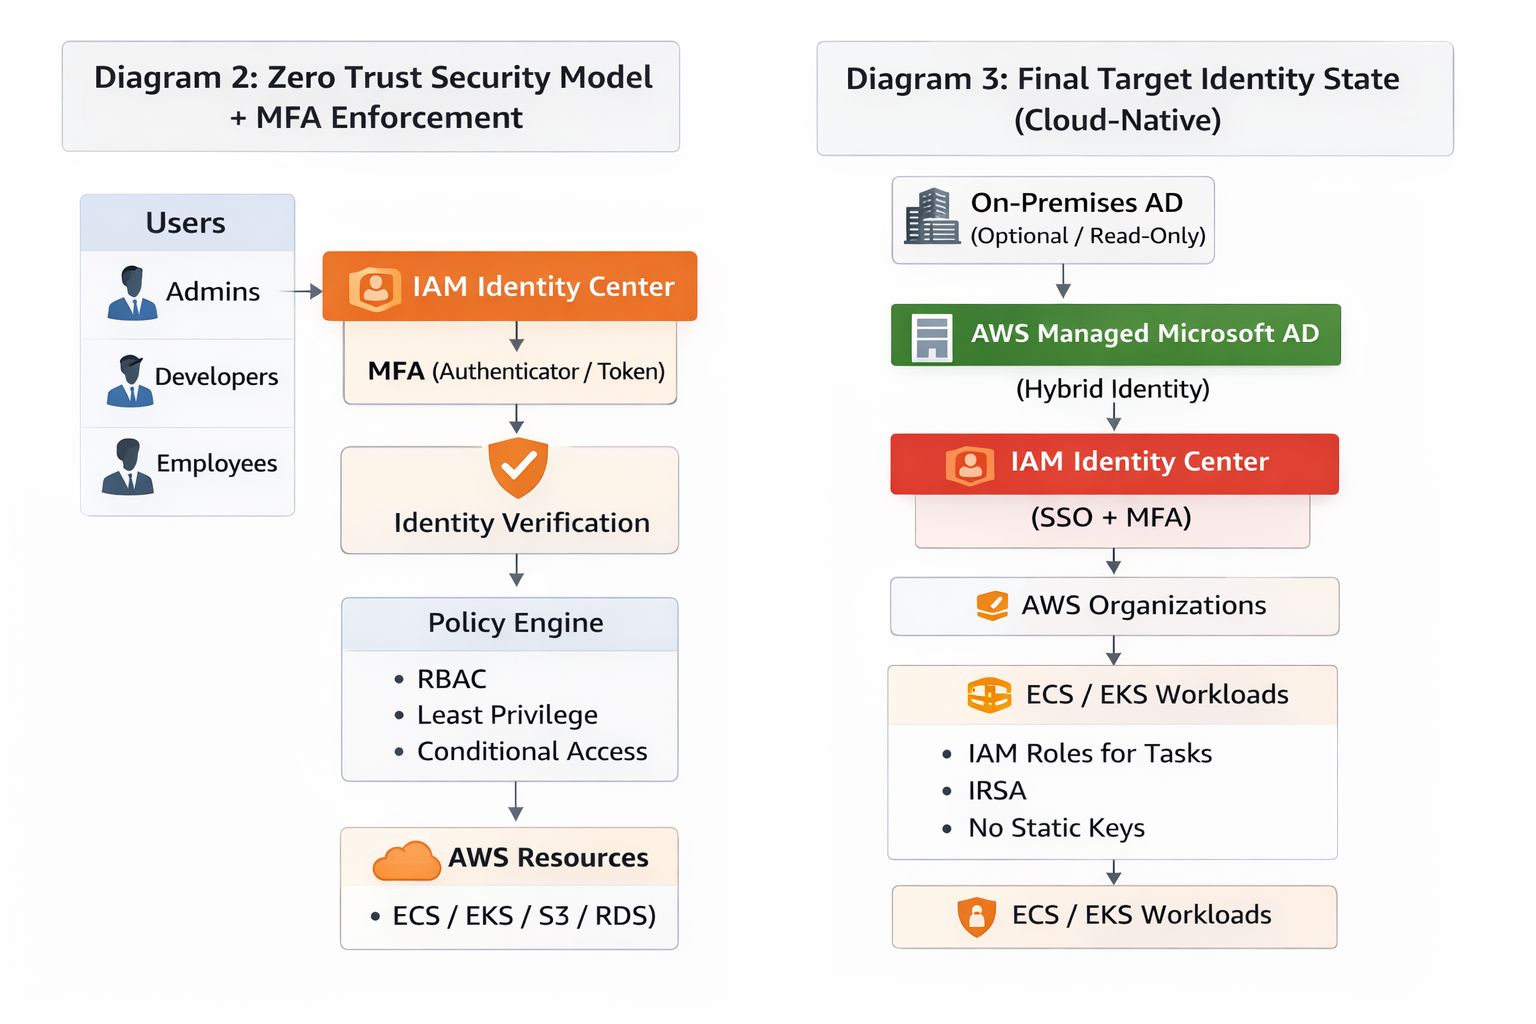 Diagram 2: Zero Trust Security Model
+ MFA Enforcement
Users
Admins
Developers
Employees
IAM Identity Center
MFA (Authenticator / Token)
Identity Verification
Policy Engine
• RBAC
• Least Privilege
• Conditional Access
AWS Resources
• ECS / EKS / S3 / RDS)
Diagram 3: Final Target Identity State
(Cloud-Native)
On-Premises AD
(Optional / Read-Only)
AWS Managed Microsoft AD
(Hybrid Identity)
IAM Identity Center
(SSO + MFA)
AWS Organizations
ECS / EKS Workloads
• IAM Roles for Tasks
• IRSA
• No Static Keys
ECS / EKS Workloads